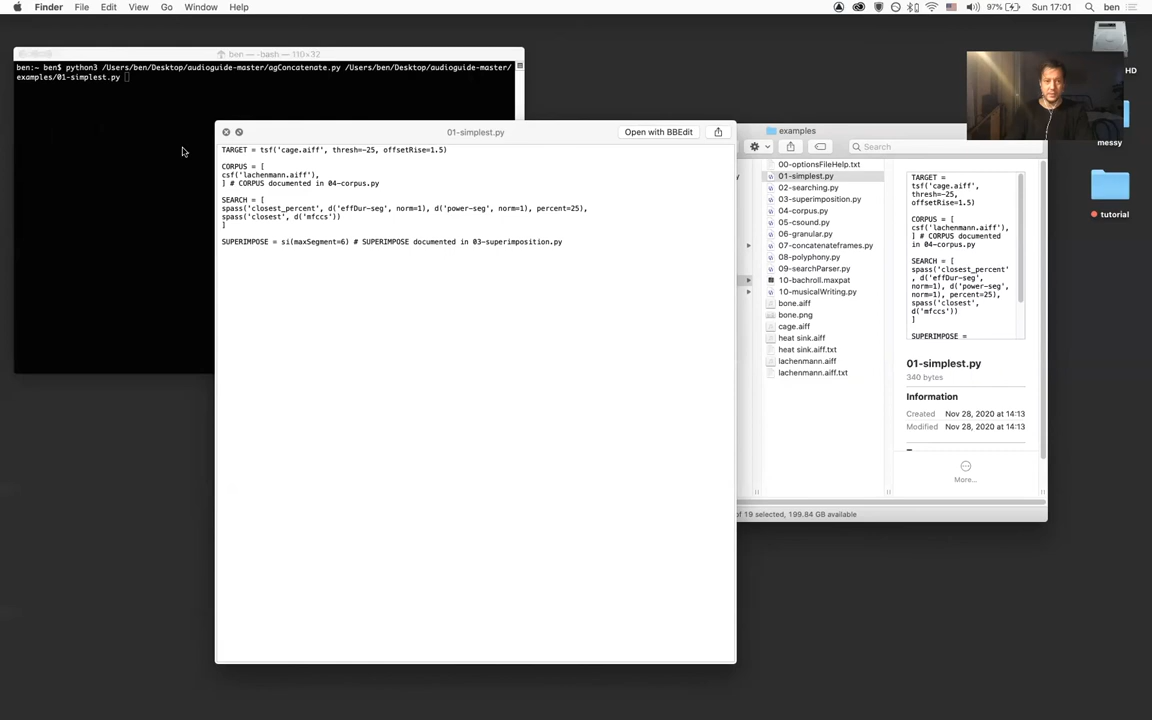 Finder File Edit View Go Window Help
97% Sun 17:01 ben
ben — -bash — 110×32
ben:~ ben$ python3 /Users/ben/Desktop/audioguide-master/agConcatenate.py /Users/ben/Desktop/audioguide-master/
examples/01-simplest.py
HD
messy
tutorial
01-simplest.py
Open with BBEdit
TARGET = tsf('cage.aiff', thresh=-25, offsetRise=1.5)
CORPUS = [
csf('lachenmann.aiff'),
] # CORPUS documented in 04-corpus.py
SEARCH = [
spass('closest_percent', d('effDur-seg', norm=1), d('power-seg', norm=1), percent=25),
spass('closest', d('mfccs'))
]
SUPERIMPOSE = si(maxSegment=6) # SUPERIMPOSE documented in 03-superimposition.py
examples
Search
00-optionsFileHelp.txt
01-simplest.py
02-searching.py
03-superimposition.py
04-corpus.py
05-csound.py
06-granular.py
07-concatenateframes.py
08-polyphony.py
09-searchParser.py
10-bachroll.maxpat
10-musicalWriting.py
bone.aiff
bone.png
cage.aiff
heat sink.aiff
heat sink.aiff.txt
lachenmann.aiff
lachenmann.aiff.txt
TARGET =
tsf('cage.aiff',
thresh=-25,
offsetRise=1.5)
CORPUS = [
csf('lachenmann.aiff'),
] # CORPUS documented
in 04-corpus.py
SEARCH = [
spass('closest_percent'
, d('effDur-seg',
norm=1), d('power-seg',
norm=1), percent=25),
spass('closest',
d('mfccs'))
]
SUPERIMPOSE =
01-simplest.py
340 bytes
Information
Created Nov 28, 2020 at 14:13
Modified Nov 28, 2020 at 14:13
More...
of 19 selected, 199.84 GB available